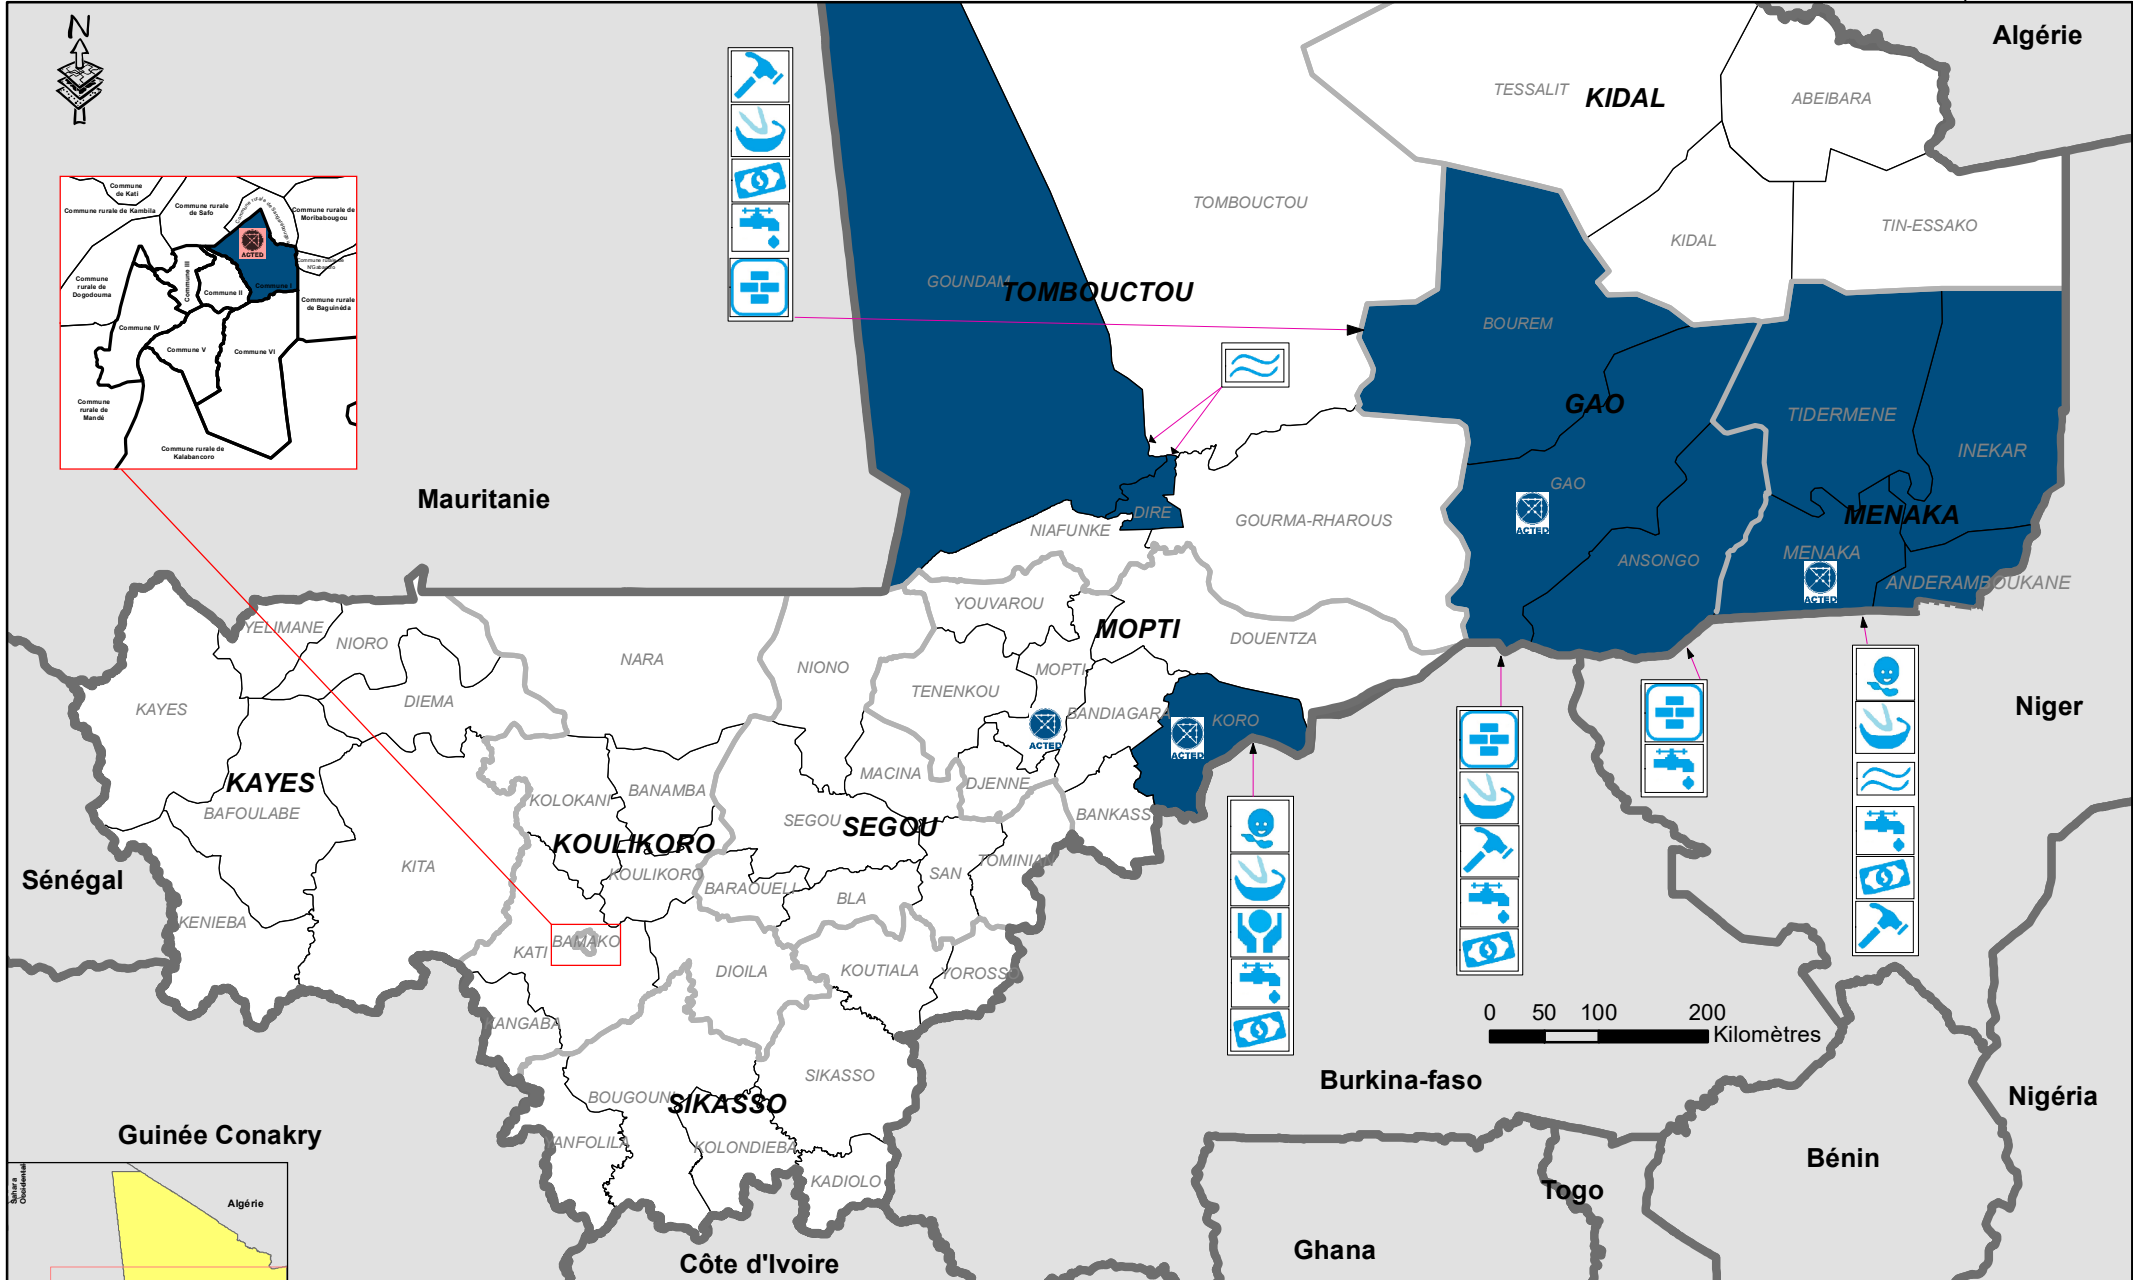 N
Algérie
TESSALIT
KIDAL
ABEIBARA
TOMBOUCTOU
KIDAL
TIN-ESSAKO
GOUNDAM
TOMBOUCTOU
BOUREM
GAO
TIDERMENE
INEKAR
GAO
ACTED
MENAKA
MENAKA
ACTED
ANSONGO
ANDERAMBOUKANE
DIRE
GOURMA-RHAROUS
NIAFUNKE
Commune
de Kati
Commune rurale de Kambila
Commune rurale
de Safo
Commune rurale de
Moribabougou
ACTED
Commune
rurale de
Dogodouma
Commune III
Commune II
Commune I
Commune rurale
de Baguinéda
Commune IV
Commune V
Commune VI
Commune
rurale de
Mandé
Commune rurale de
Kalabancoro
Mauritanie
YOUVAROU
MOPTI
DOUENTZA
YELIMANE
NIORO
NARA
NIONO
MOPTI
TENENKOU
KAYES
DIEMA
BANDIAGARA
KORO
ACTED
ACTED
Niger
KAYES
BAFOULABE
KOLOKANI
BANAMBA
MACINA
DJENNE
SEGOU
SEGOU
BANKASS
KOULIKORO
KITA
KOULIKORO
BARAOUELI
BLA
SAN
TOMINIAN
Sénégal
KENIEBA
KATI
BAMAKO
DIOILA
KOUTIALA
YOROSSO
KANGABA
0 50 100 200
Kilomètres
SIKASSO
BOUGOUNI
SIKASSO
Burkina-faso
Nigéria
Guinée Conakry
YANFOLILA
KOLONDIEBA
KADIOLO
Bénin
Togo
Ghana
Côte d'Ivoire
Sahara
Occidental
Algérie